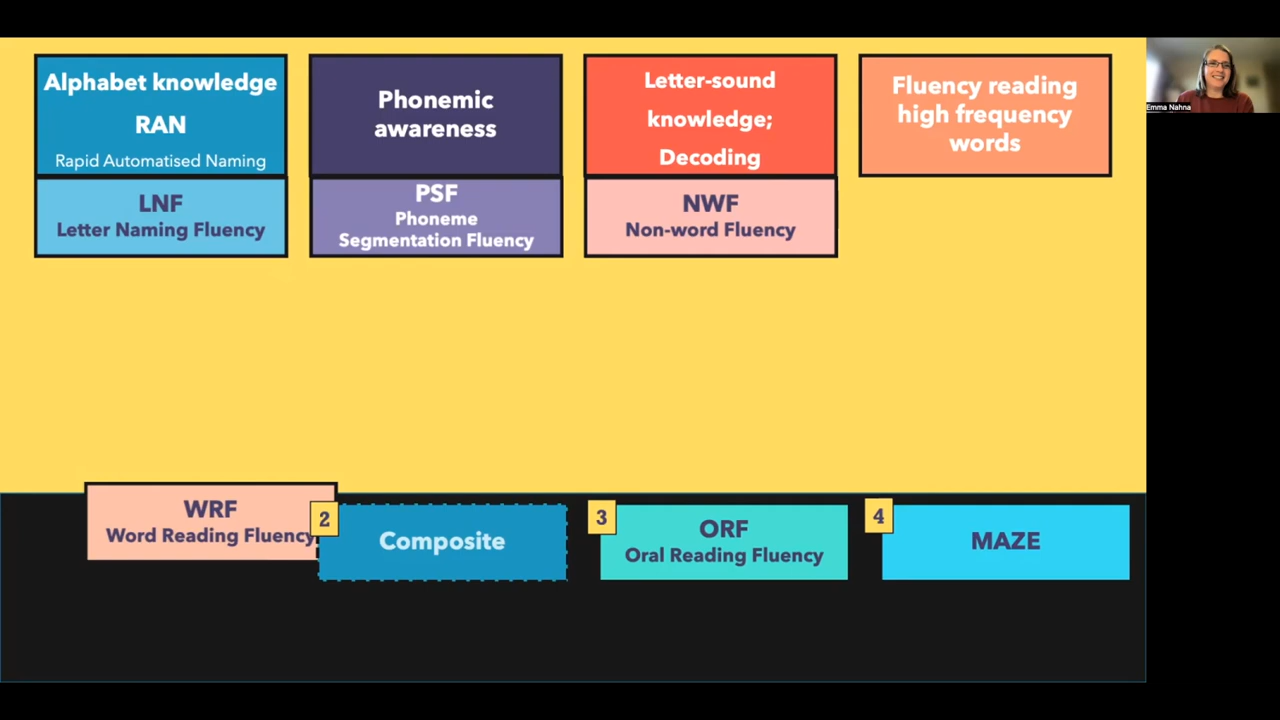 Alphabet knowledge
RAN
Rapid Automatised Naming
LNF
Letter Naming Fluency
Phonemic
awareness
PSF
Phoneme
Segmentation Fluency
Letter-sound
knowledge;
Decoding
NWF
Non-word Fluency
Fluency reading
high frequency
words
Emma Nahna
WRF
Word Reading Fluency
2
Composite
3
ORF
Oral Reading Fluency
4
MAZE